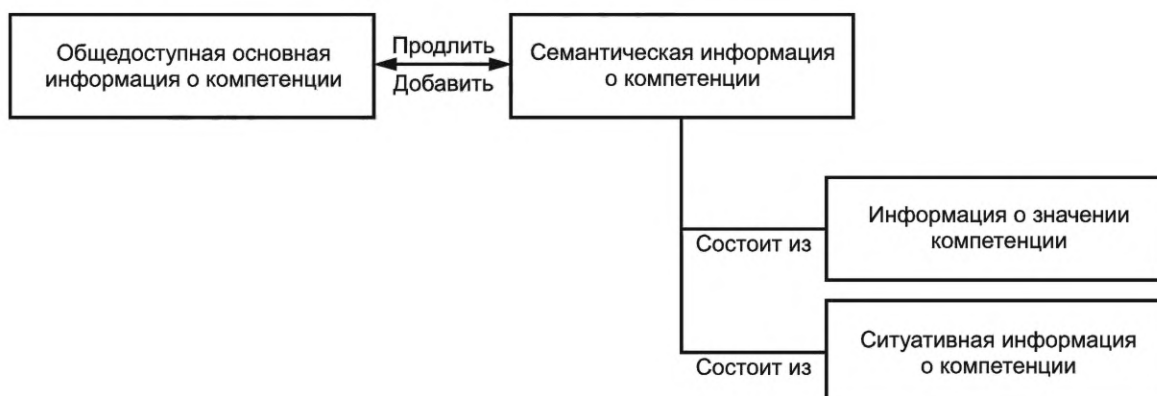 Общедоступная основная
информация о компетенции
Продлить
Добавить
Семантическая информация
о компетенции
Состоит из
Информация о значении
компетенции
Состоит из
Ситуативная информация
о компетенции